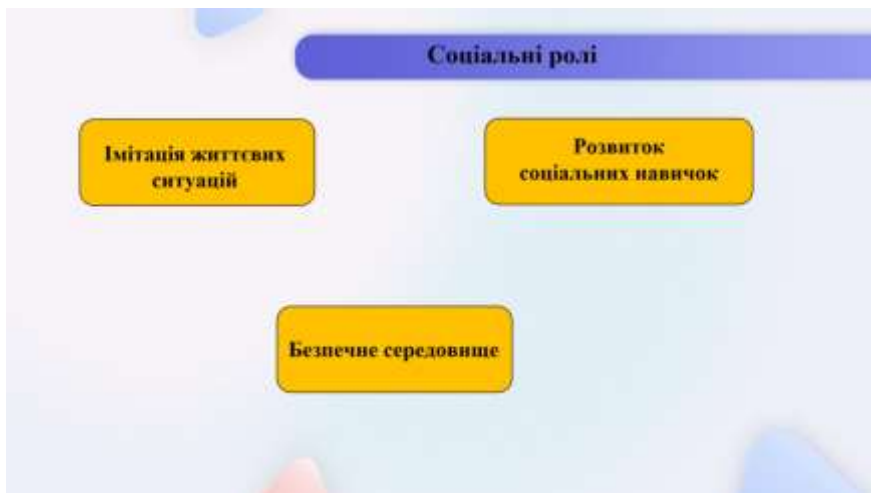 Соціальні ролі
Імітація життєвих
ситуацій
Розвиток
соціальних навичок
Безпечне середовище